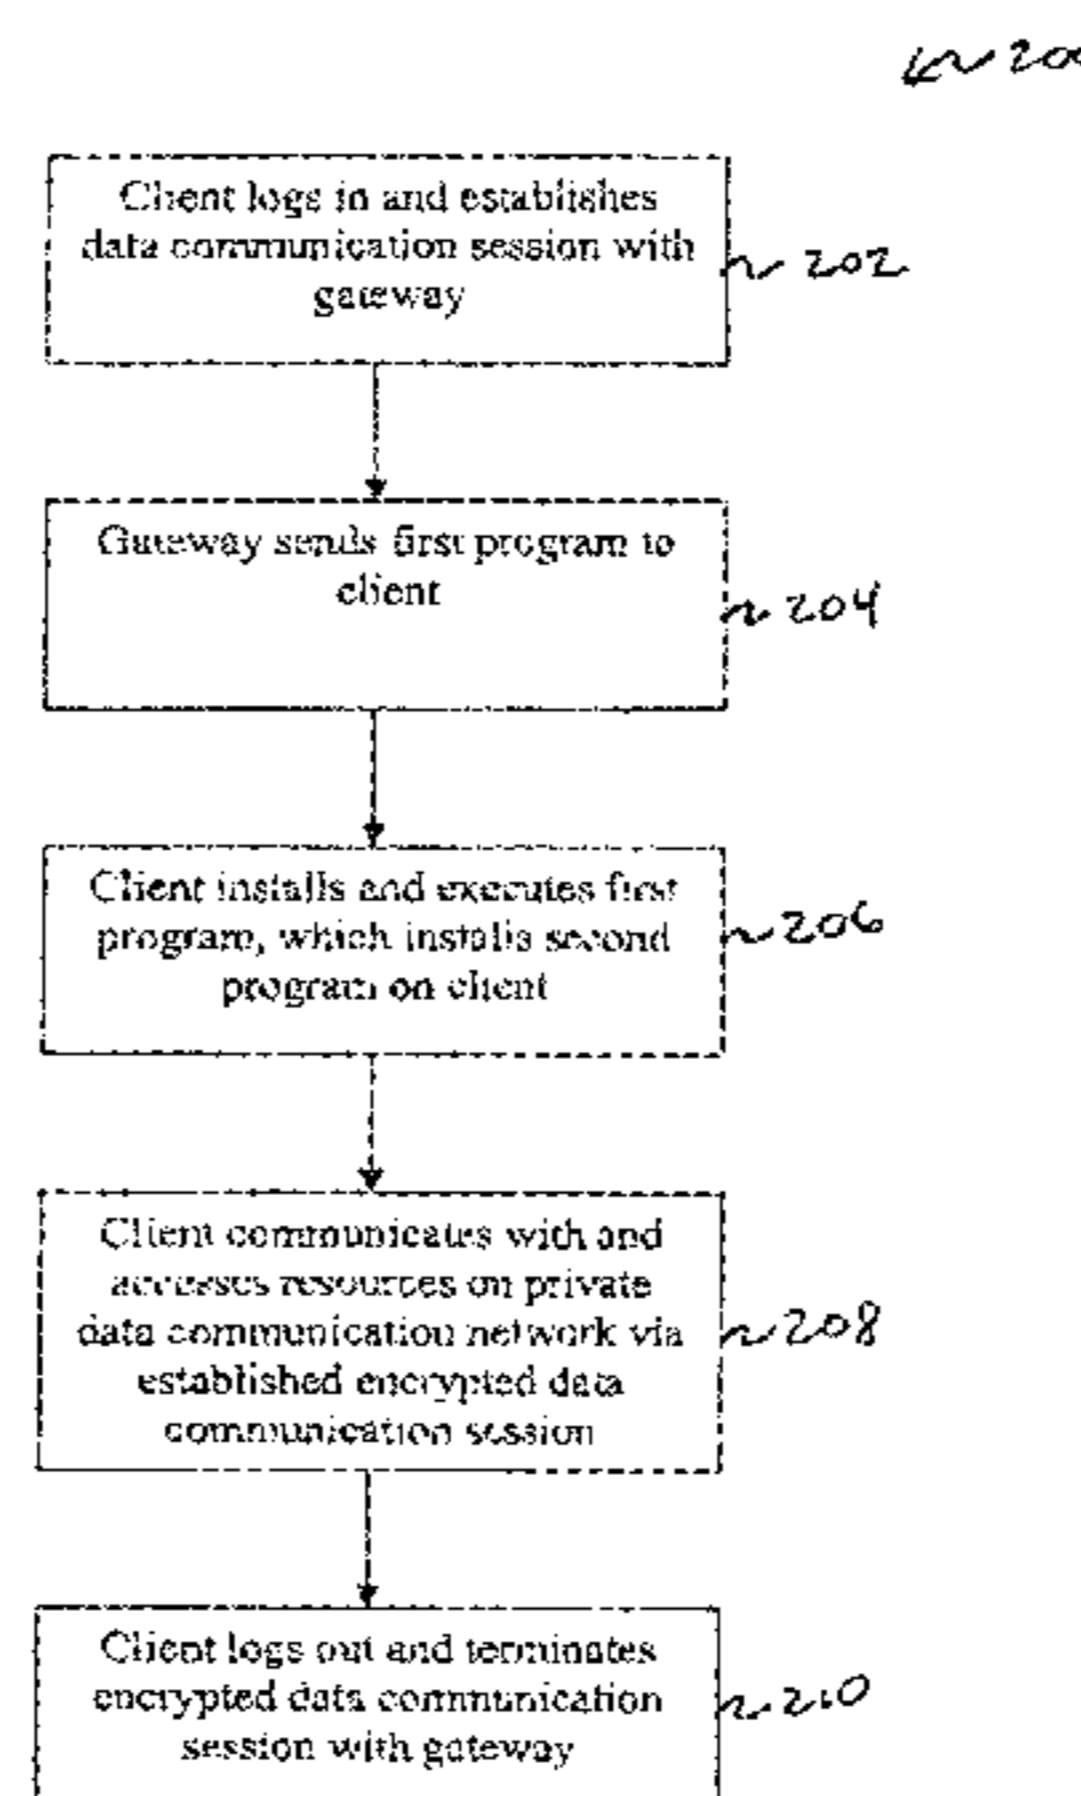 200
Client logs in and establishes
data communication session with
gateway
202
Gateway sends first program to
client
204
Client installs and executes first
program, which installs second
program on client
206
Client communicates with and
accesses resources on private
data communication network via
established encrypted data
communication session
208
Client logs out and terminates
encrypted data communication
session with gateway
210